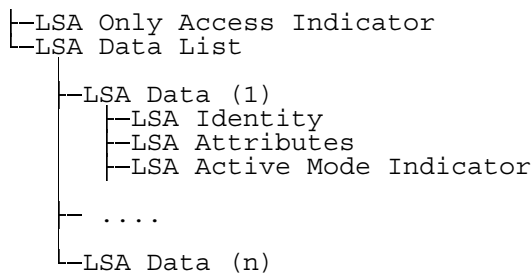 LSA Only Access Indicator
LSA Data List
LSA Data (1)
LSA Identity
LSA Attributes
LSA Active Mode Indicator
....
LSA Data (n)